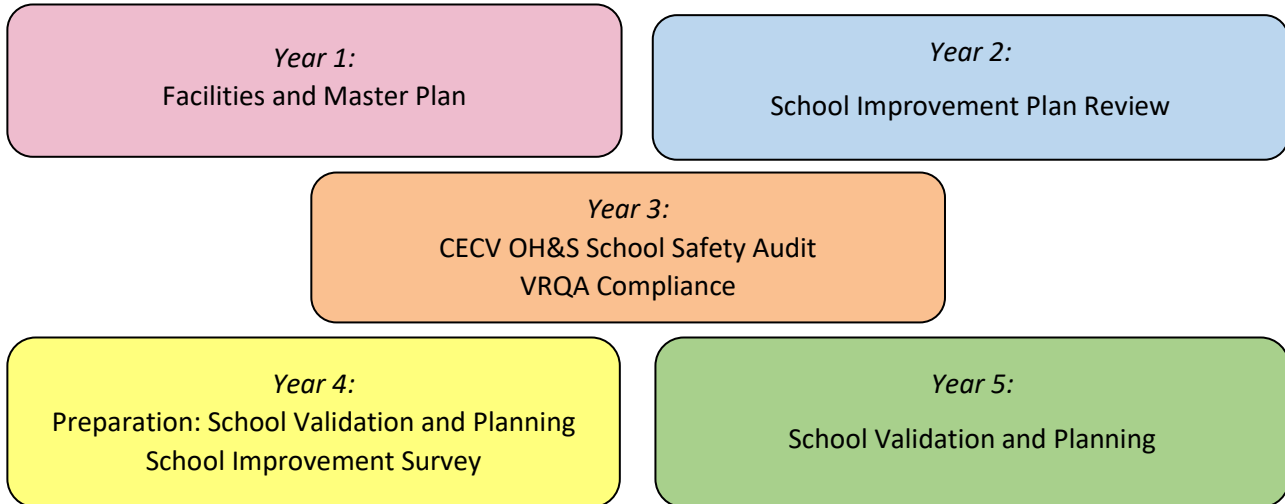 Year 1:
Facilities and Master Plan
Year 2:
School Improvement Plan Review
Year 3:
CECV OH&S School Safety Audit
VRQA Compliance
Year 4:
Preparation: School Validation and Planning
School Improvement Survey
Year 5:
School Validation and Planning